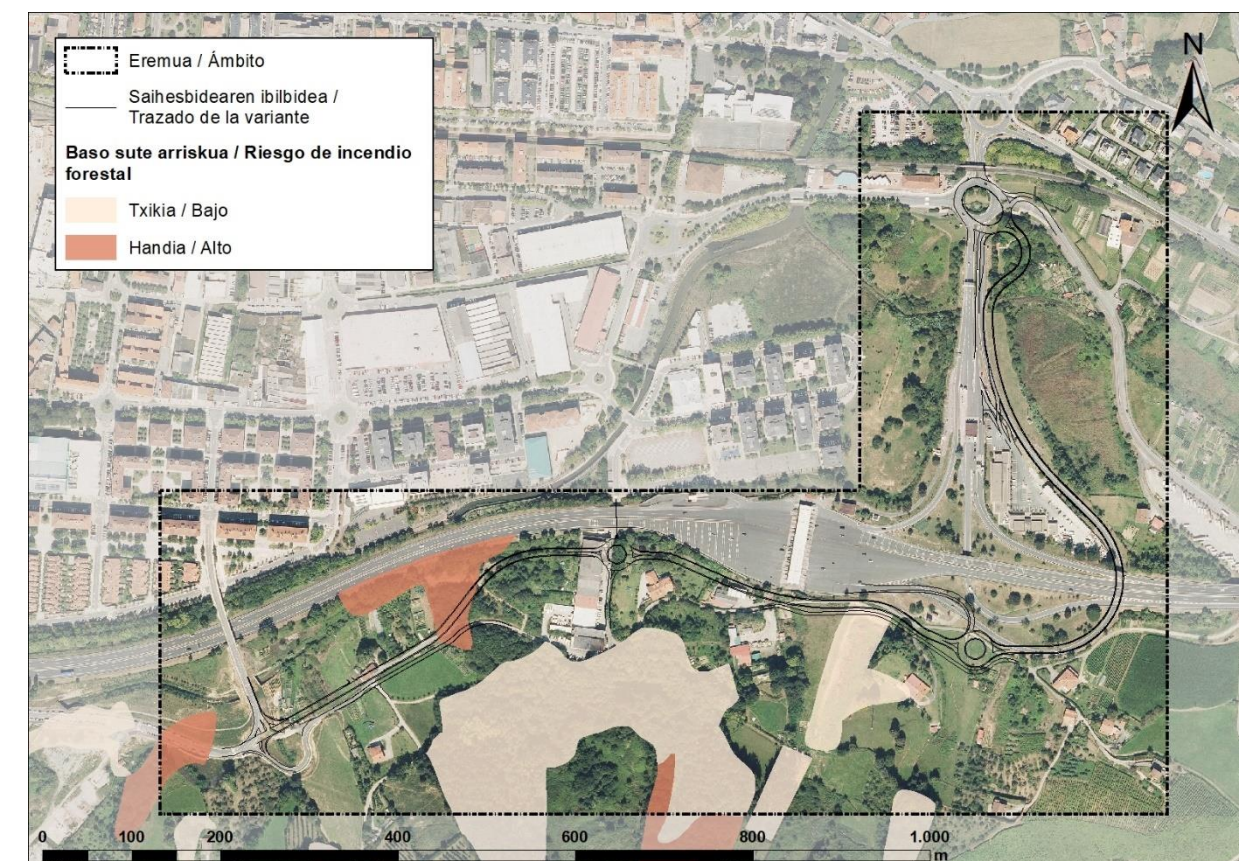 Eremua / Ámbito
Saihesbidearen ibilbidea /
Trazado de la variante
Baso sute arriskua / Riesgo de incendio
forestal
Txikia / Bajo
Handia / Alto
N
0 100 200 400 600 800 1.000
m